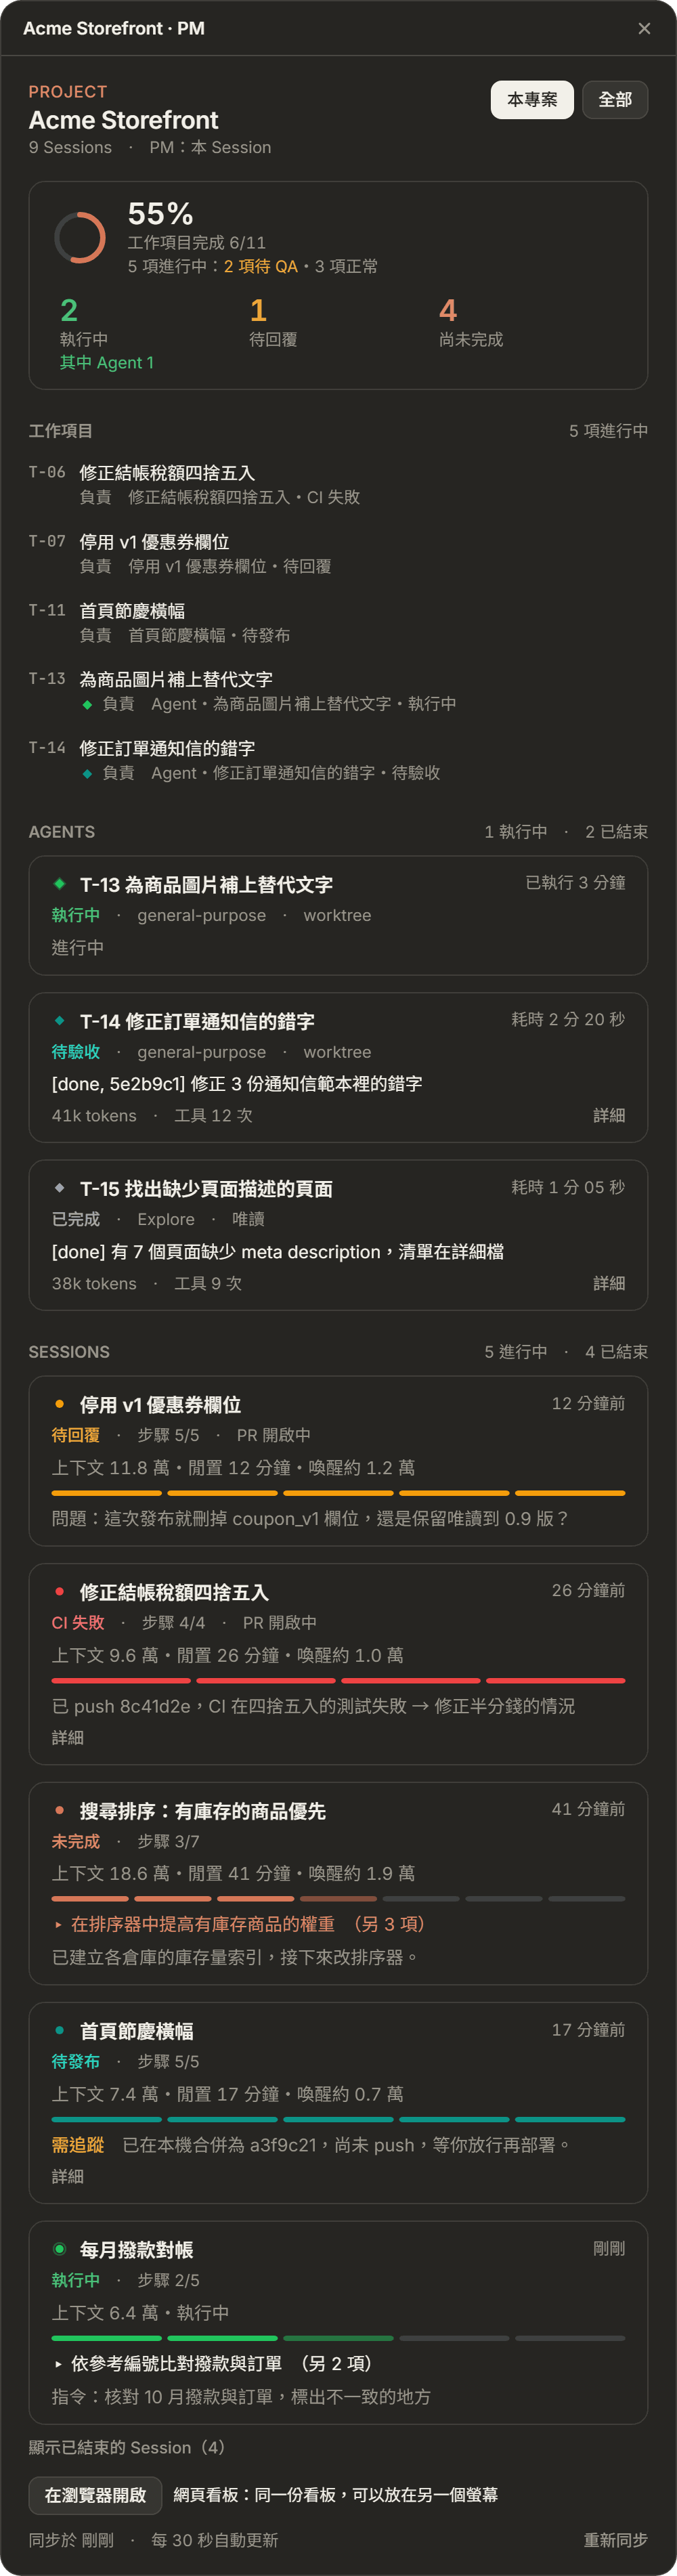 Acme Storefront · PM
×
PROJECT
Acme Storefront
9 Sessions · PM：本 Session
本專案
全部
55%
工作項目完成 6/11
5 項進行中：2 項待 QA・3 項正常
2
執行中
其中 Agent 1
1
待回覆
4
尚未完成
工作項目
5 項進行中
T-06 修正結帳稅額四捨五入
負責 修正結帳稅額四捨五入・CI 失敗
T-07 停用 v1 優惠券欄位
負責 停用 v1 優惠券欄位・待回覆
T-11 首頁節慶橫幅
負責 首頁節慶橫幅・待發布
T-13 為商品圖片補上替代文字
負責 Agent・為商品圖片補上替代文字・執行中
T-14 修正訂單通知信的錯字
負責 Agent・修正訂單通知信的錯字・待驗收
AGENTS
1 執行中 · 2 已結束
T-13 為商品圖片補上替代文字
已執行 3 分鐘
執行中 · general-purpose · worktree
進行中
T-14 修正訂單通知信的錯字
耗時 2 分 20 秒
待驗收 · general-purpose · worktree
[done, 5e2b9c1] 修正 3 份通知信範本裡的錯字
41k tokens · 工具 12 次
詳細
T-15 找出缺少頁面描述的頁面
耗時 1 分 05 秒
已完成 · Explore · 唯讀
[done] 有 7 個頁面缺少 meta description，清單在詳細檔
38k tokens · 工具 9 次
詳細
SESSIONS
5 進行中 · 4 已結束
停用 v1 優惠券欄位
12 分鐘前
待回覆 · 步驟 5/5 · PR 開啟中
上下文 11.8 萬・閒置 12 分鐘・喚醒約 1.2 萬
問題：這次發布就刪掉 coupon_v1 欄位，還是保留唯讀到 0.9 版？
修正結帳稅額四捨五入
26 分鐘前
CI 失敗 · 步驟 4/4 · PR 開啟中
上下文 9.6 萬・閒置 26 分鐘・喚醒約 1.0 萬
已 push 8c41d2e，CI 在四捨五入的測試失敗 → 修正半分錢的情況
詳細
搜尋排序：有庫存的商品優先
41 分鐘前
未完成 · 步驟 3/7
上下文 18.6 萬・閒置 41 分鐘・喚醒約 1.9 萬
▸ 在排序器中提高有庫存商品的權重 （另 3 項）
已建立各倉庫的庫存量索引，接下來改排序器。
首頁節慶橫幅
17 分鐘前
待發布 · 步驟 5/5
上下文 7.4 萬・閒置 17 分鐘・喚醒約 0.7 萬
需追蹤 已在本機合併為 a3f9c21，尚未 push，等你放行再部署。
詳細
每月撥款對帳
剛剛
執行中 · 步驟 2/5
上下文 6.4 萬・執行中
▸ 依參考編號比對撥款與訂單 （另 2 項）
指令：核對 10 月撥款與訂單，標出不一致的地方
顯示已結束的 Session（4）
在瀏覽器開啟
網頁看板：同一份看板，可以放在另一個螢幕
同步於 剛剛 · 每 30 秒自動更新
重新同步